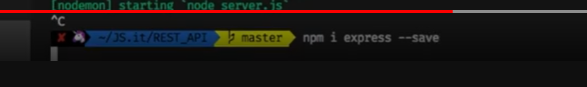 [nodemon] starting `node server.js`
^C
✘ 🦄 ~/JS.it/REST_API master npm i express --save